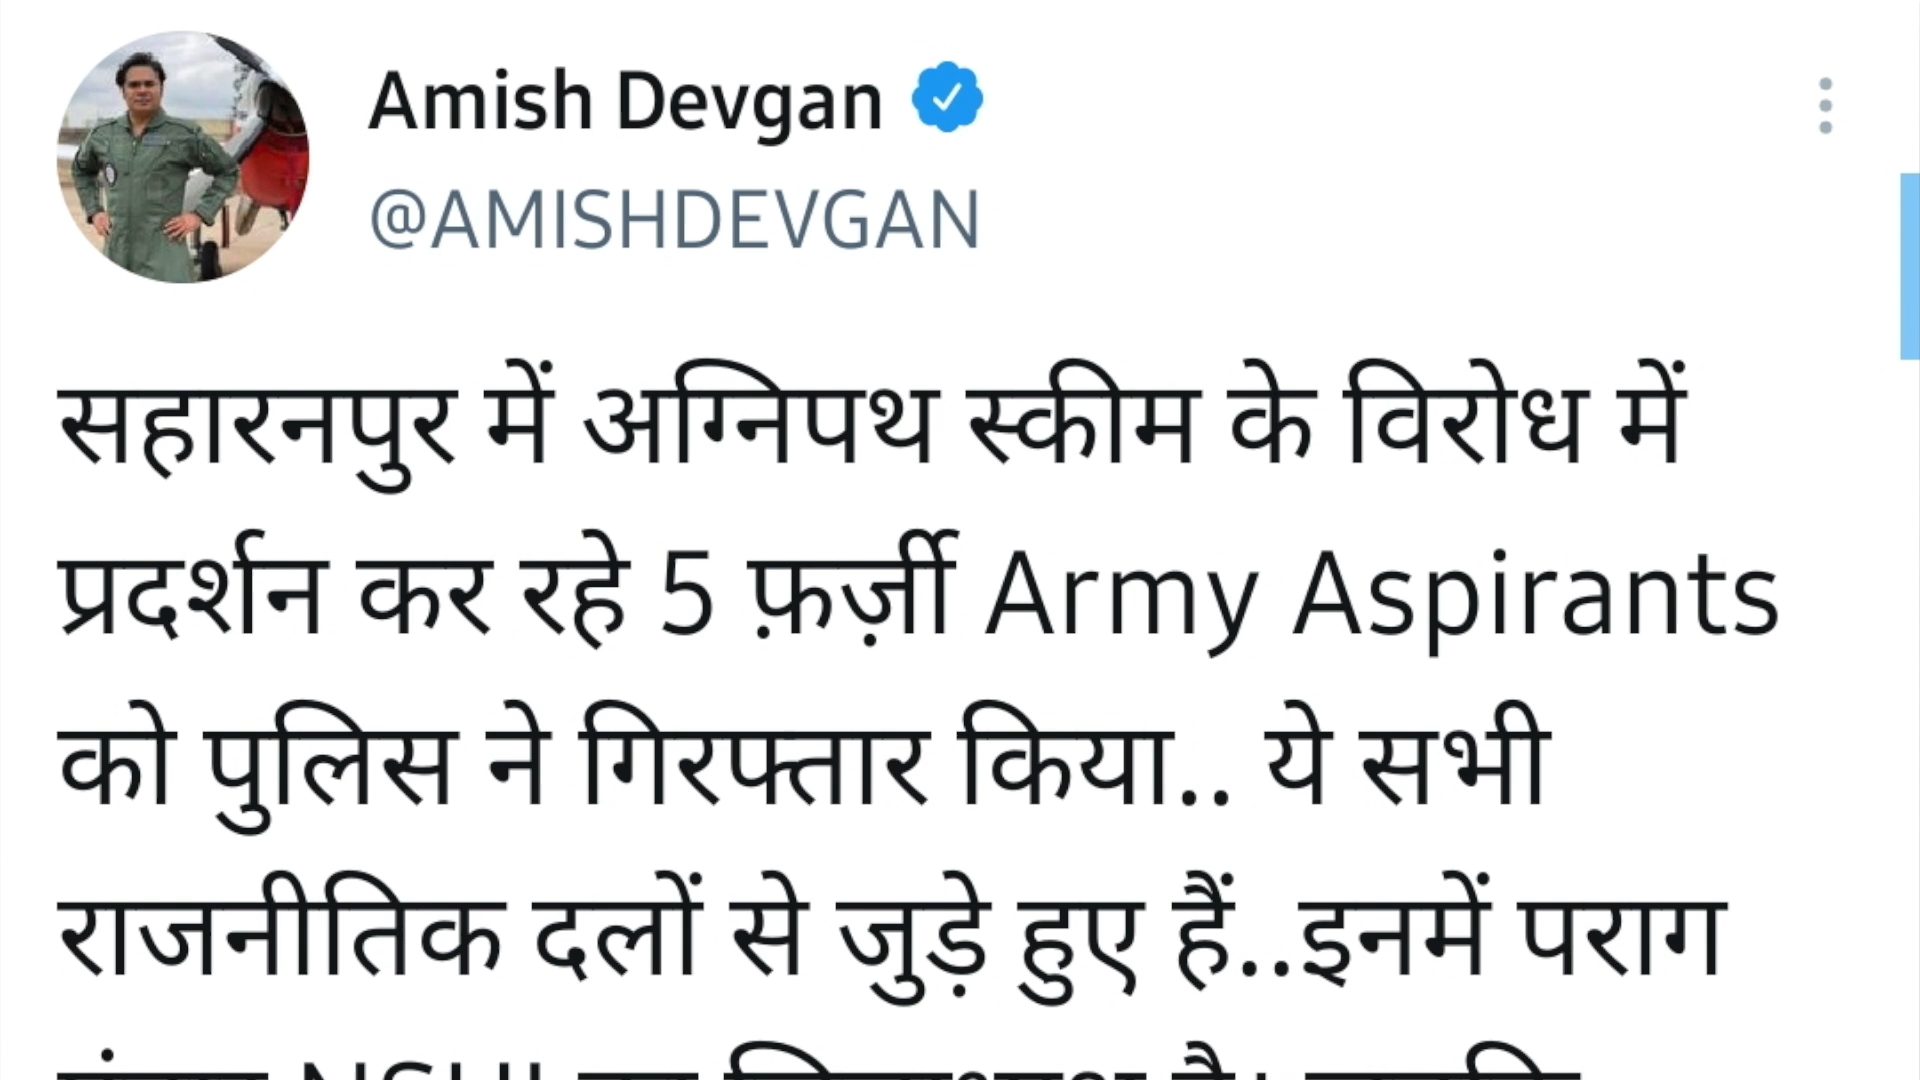 Amish Devgan
@AMISHDEVGAN
सहारनपुर में अग्निपथ स्कीम के विरोध में
प्रदर्शन कर रहे 5 फ़र्ज़ी Army Aspirants
को पुलिस ने गिरफ्तार किया.. ये सभी
राजनीतिक दलों से जुड़े हुए हैं..इनमें पराग